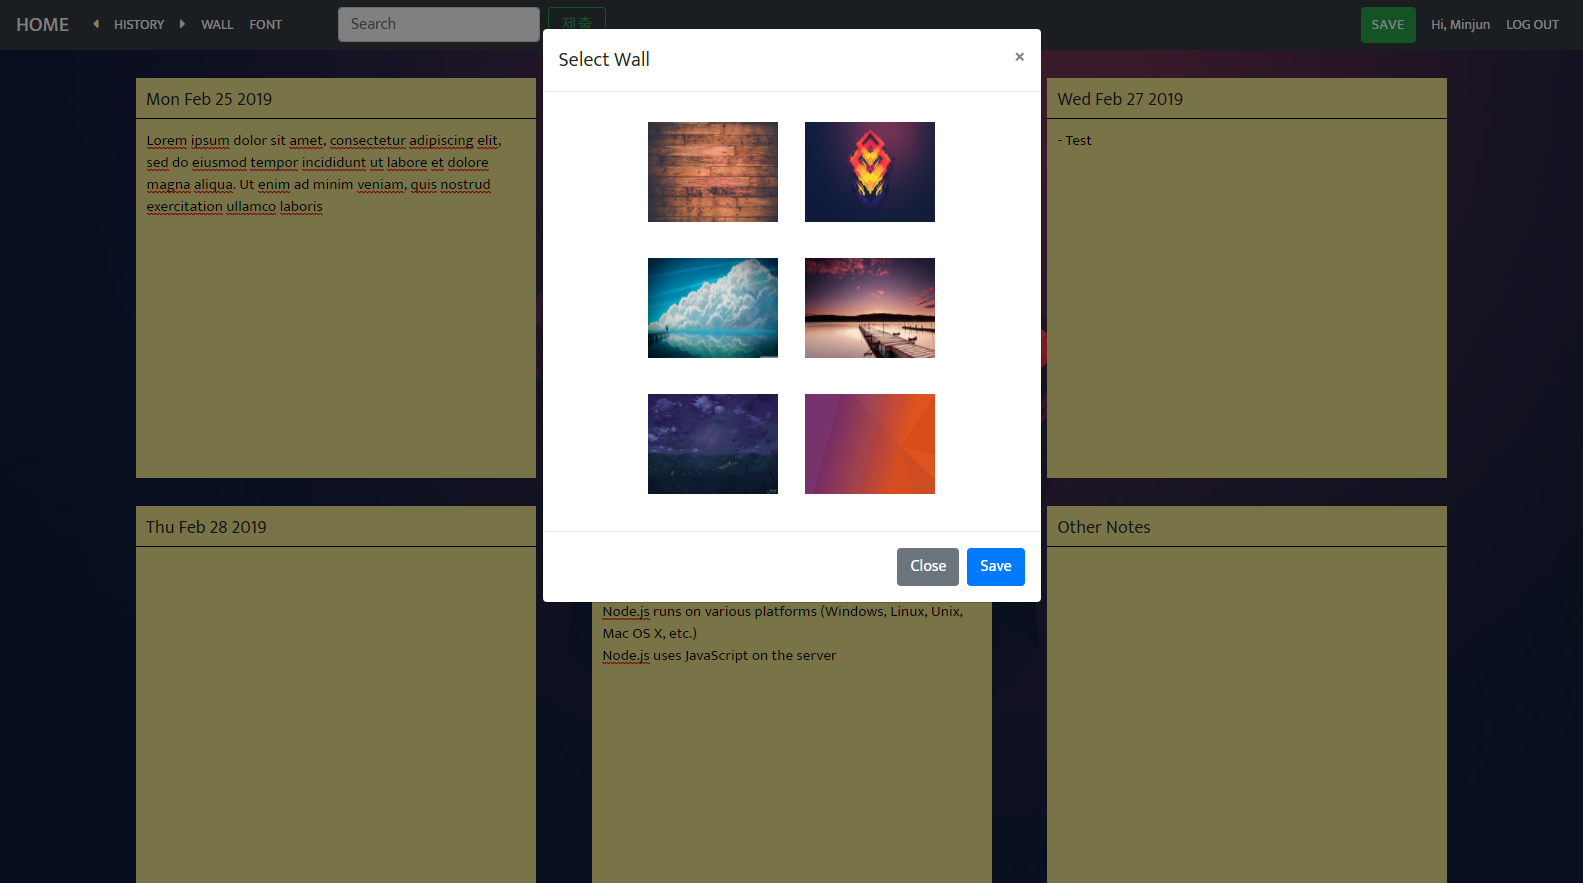 HOME HISTORY WALL FONT Search 제출 SAVE Hi, Minjun LOG OUT
Select Wall ×
Mon Feb 25 2019
Lorem ipsum dolor sit amet, consectetur adipiscing elit,
sed do eiusmod tempor incididunt ut labore et dolore
magna aliqua. Ut enim ad minim veniam, quis nostrud
exercitation ullamco laboris
Wed Feb 27 2019
- Test
Close Save
Thu Feb 28 2019
Node.js runs on various platforms (Windows, Linux, Unix,
Mac OS X, etc.)
Node.js uses JavaScript on the server
Other Notes